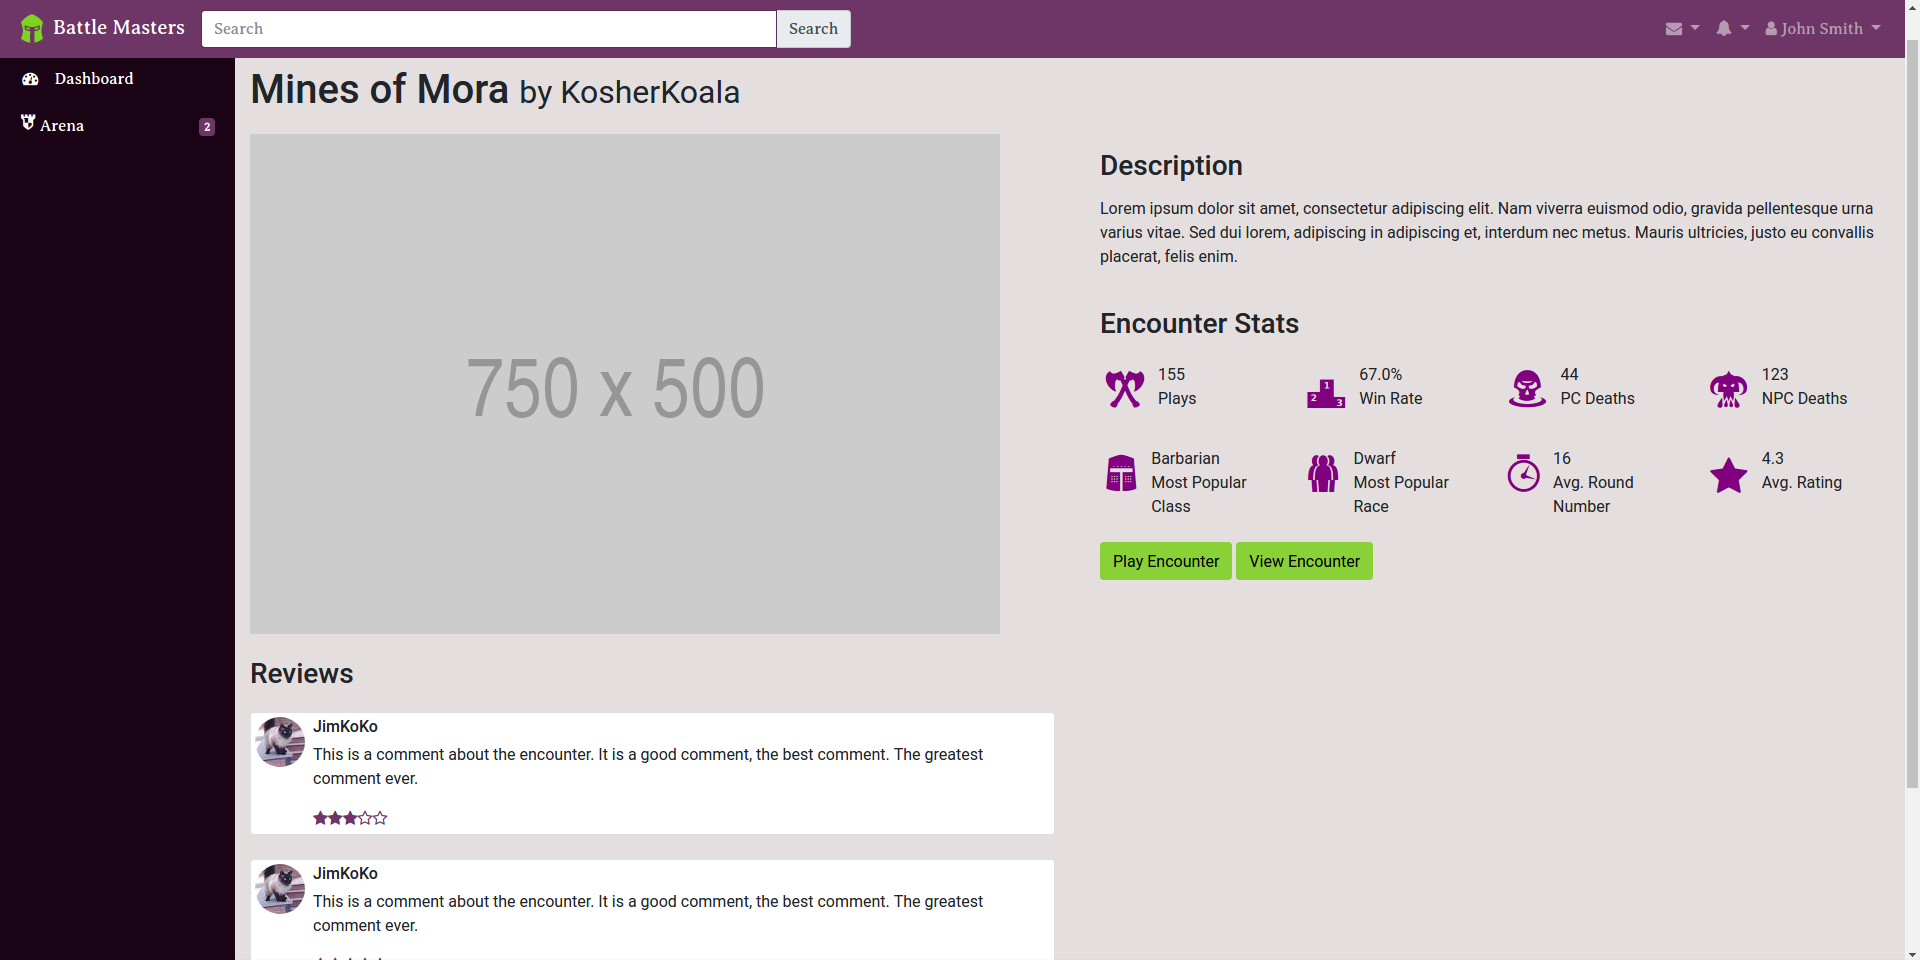 Battle Masters
Search
Search
John Smith
Dashboard
Arena
2
Mines of Mora by KosherKoala
750 x 500
Description
Lorem ipsum dolor sit amet, consectetur adipiscing elit. Nam viverra euismod odio, gravida pellentesque urna
varius vitae. Sed dui lorem, adipiscing in adipiscing et, interdum nec metus. Mauris ultricies, justo eu convallis
placerat, felis enim.
Encounter Stats
155
Plays
1
2
3
67.0%
Win Rate
44
PC Deaths
123
NPC Deaths
Barbarian
Most Popular
Class
Dwarf
Most Popular
Race
16
Avg. Round
Number
4.3
Avg. Rating
Play Encounter
View Encounter
Reviews
JimKoKo
This is a comment about the encounter. It is a good comment, the best comment. The greatest
comment ever.
JimKoKo
This is a comment about the encounter. It is a good comment, the best comment. The greatest
comment ever.